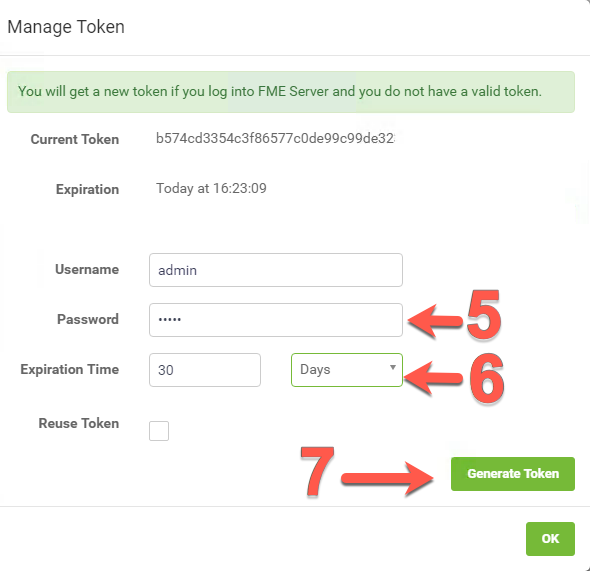 Manage Token
You will get a new token if you log into FME Server and you do not have a valid token.
Current Token b574cd3354c3f86577c0de99c99de32
Expiration Today at 16:23:09
Username admin
Password ••••• 5
Expiration Time 30 Days 6
Reuse Token
7 Generate Token
OK